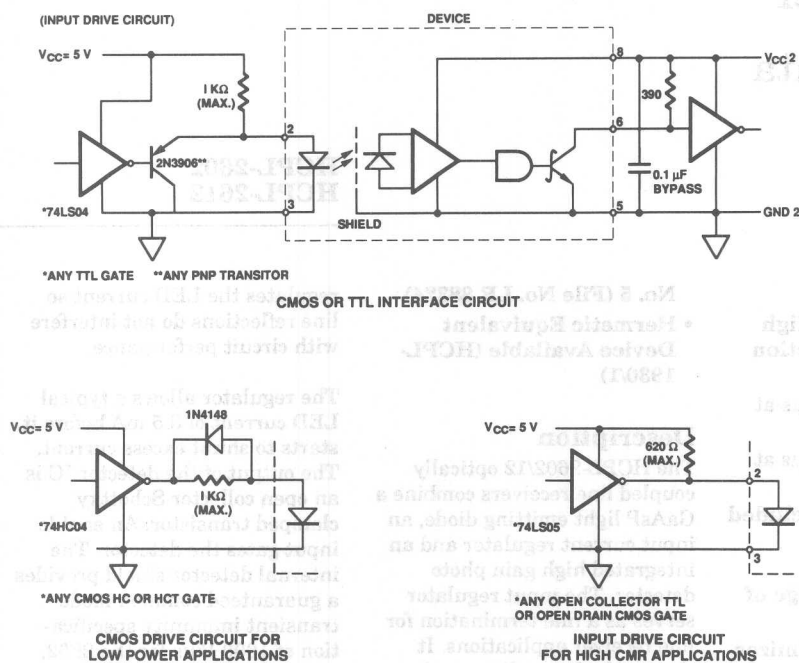 (INPUT DRIVE CIRCUIT)
DEVICE
VCC= 5 V
I KΩ
(MAX.)
2N3906**
*74LS04
2
3
SHIELD
8
6
5
390
0.1 µF
BYPASS
VCC 2
GND 2
*ANY TTL GATE **ANY PNP TRANSITOR
CMOS OR TTL INTERFACE CIRCUIT
VCC= 5 V
1N4148
I KΩ
(MAX.)
*74HC04
*ANY CMOS HC OR HCT GATE
CMOS DRIVE CIRCUIT FOR
LOW POWER APPLICATIONS
VCC= 5 V
620 Ω
(MAX.)
2
3
*74LS05
*ANY OPEN COLLECTOR TTL
OR OPEN DRAIN CMOS GATE
INPUT DRIVE CIRCUIT
FOR HIGH CMR APPLICATIONS